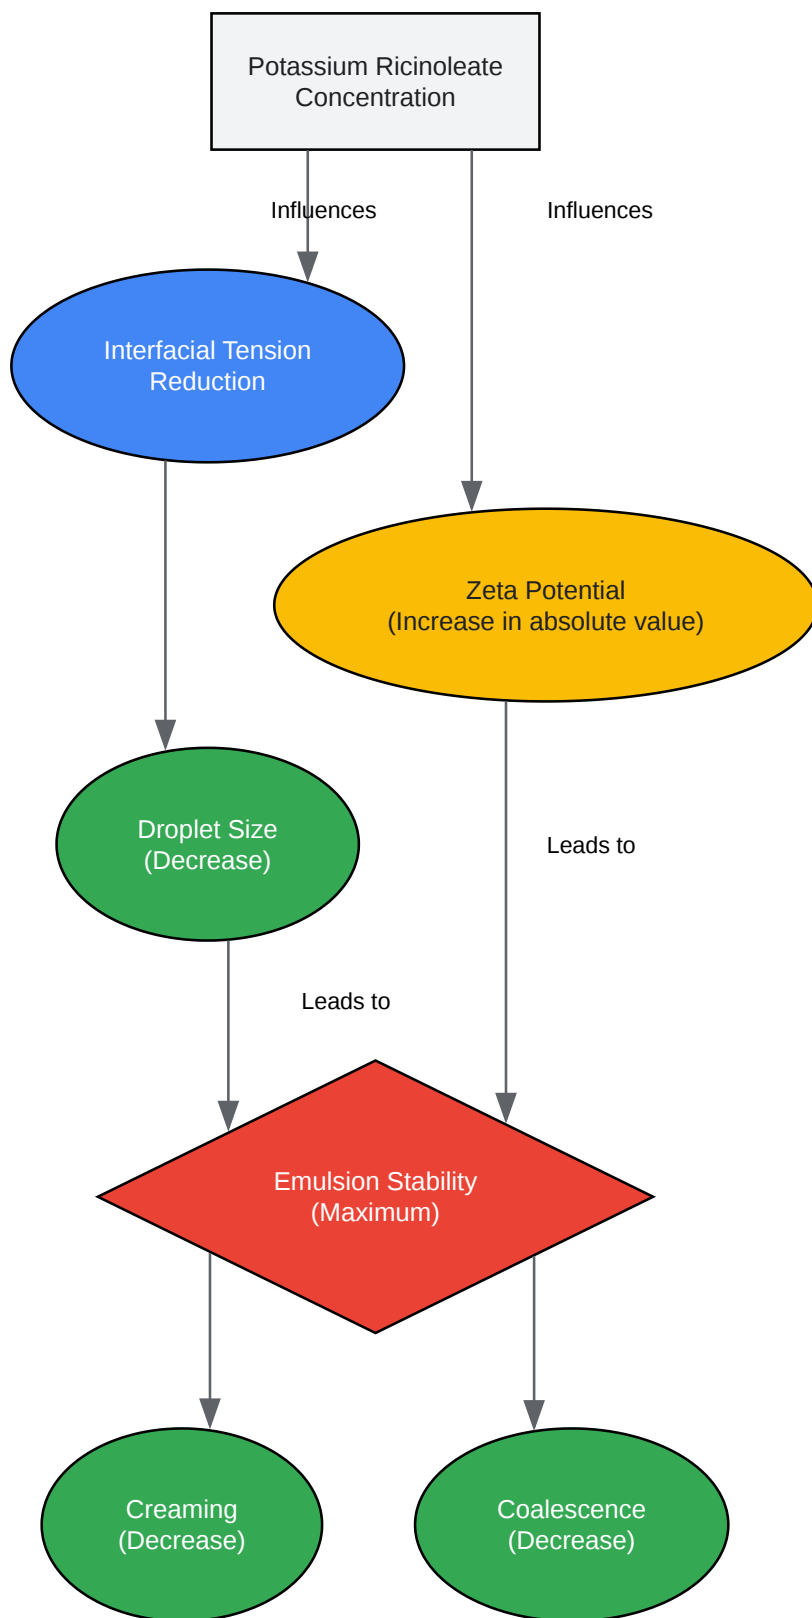 Potassium Ricinoleate
Concentration
Influences
Influences
Interfacial Tension
Reduction
Zeta Potential
(Increase in absolute value)
Droplet Size
(Decrease)
Leads to
Leads to
Emulsion Stability
(Maximum)
Creaming
(Decrease)
Coalescence
(Decrease)